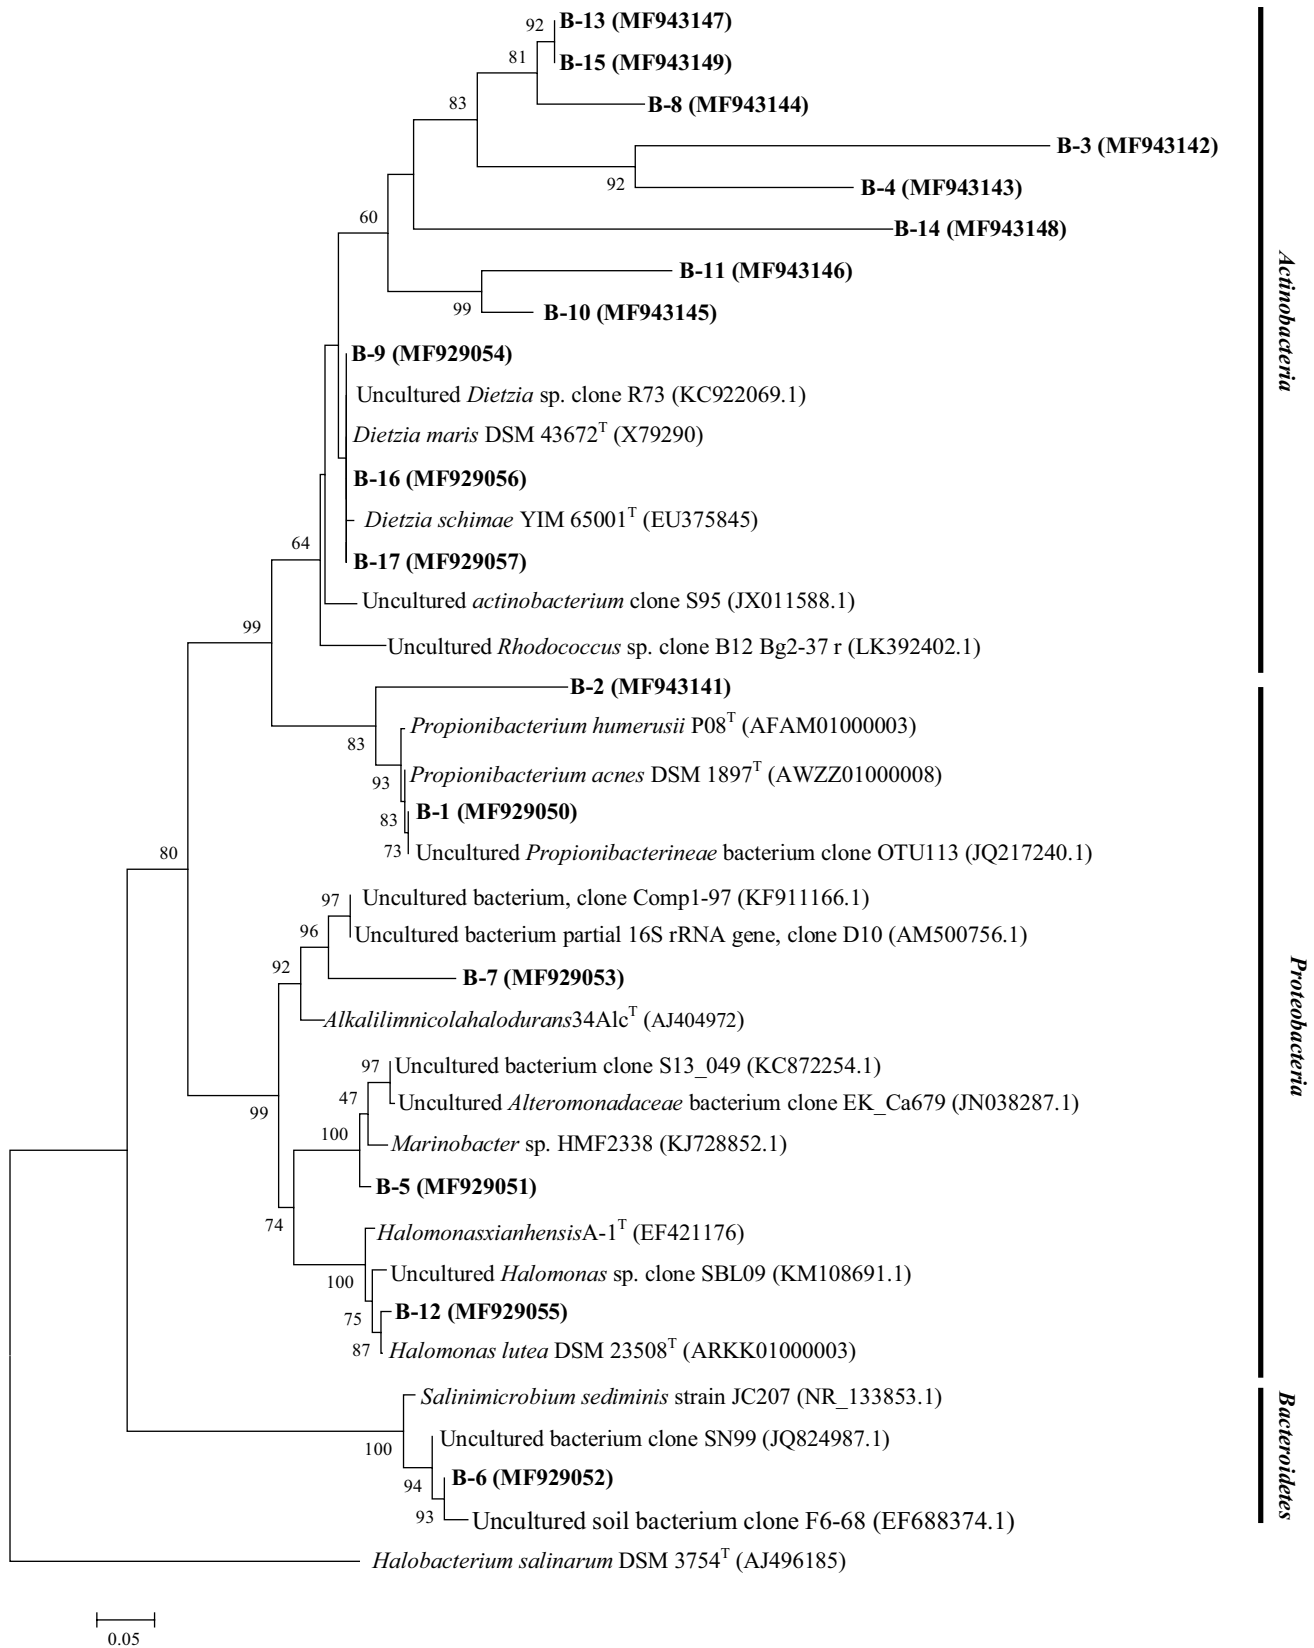 92
B-13 (MF943147)
B-15 (MF943149)
81
B-8 (MF943144)
83
B-3 (MF943142)
92
B-4 (MF943143)
B-14 (MF943148)
60
B-11 (MF943146)
99
B-10 (MF943145)
B-9 (MF929054)
Uncultured Dietzia sp. clone R73 (KC922069.1)
Dietzia maris DSM 43672T (X79290)
B-16 (MF929056)
Dietzia schimae YIM 65001T (EU375845)
64
B-17 (MF929057)
Uncultured actinobacterium clone S95 (JX011588.1)
99
Uncultured Rhodococcus sp. clone B12 Bg2-37 r (LK392402.1)
Actinobacteria
B-2 (MF943141)
83
Propionibacterium humerusii P08T (AFAM01000003)
93
Propionibacterium acnes DSM 1897T (AWZZ01000008)
83
B-1 (MF929050)
73
Uncultured Propionibacterineae bacterium clone OTU113 (JQ217240.1)
80
97
Uncultured bacterium, clone Comp1-97 (KF911166.1)
96
Uncultured bacterium partial 16S rRNA gene, clone D10 (AM500756.1)
92
B-7 (MF929053)
Alkalilimnicolahalodurans34AlcT (AJ404972)
97
Uncultured bacterium clone S13_049 (KC872254.1)
47
Uncultured Alteromonadaceae bacterium clone EK_Ca679 (JN038287.1)
99
100
Marinobacter sp. HMF2338 (KJ728852.1)
B-5 (MF929051)
74
HalomonasxianhensisA-1T (EF421176)
100
Uncultured Halomonas sp. clone SBL09 (KM108691.1)
75
B-12 (MF929055)
87
Halomonas lutea DSM 23508T (ARKK01000003)
Proteobacteria
Salinimicrobium sediminis strain JC207 (NR_133853.1)
100
Uncultured bacterium clone SN99 (JQ824987.1)
94
B-6 (MF929052)
93
Uncultured soil bacterium clone F6-68 (EF688374.1)
Bacteroidetes
Halobacterium salinarum DSM 3754T (AJ496185)
0.05